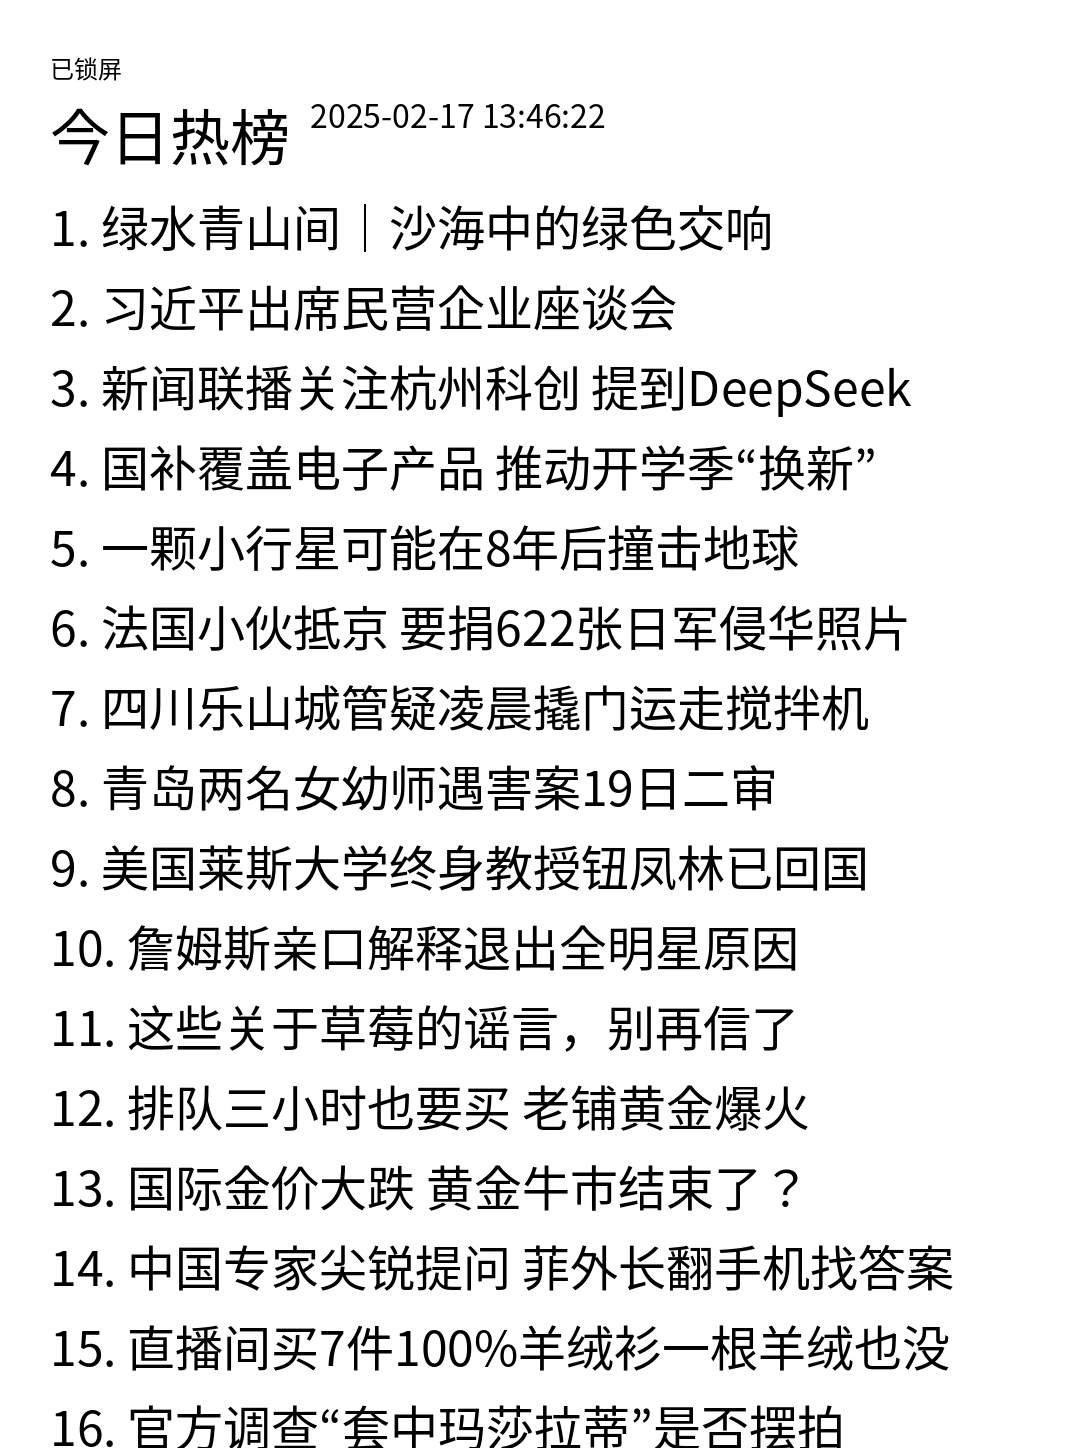 已锁屏
今日热榜 2025-02-17 13:46:22
1. 绿水青山间｜沙海中的绿色交响
2. 习近平出席民营企业座谈会
3. 新闻联播关注杭州科创 提到DeepSeek
4. 国补覆盖电子产品 推动开学季“换新”
5. 一颗小行星可能在8年后撞击地球
6. 法国小伙抵京 要捐622张日军侵华照片
7. 四川乐山城管疑凌晨撬门运走搅拌机
8. 青岛两名女幼师遇害案19日二审
9. 美国莱斯大学终身教授钮凤林已回国
10. 詹姆斯亲口解释退出全明星原因
11. 这些关于草莓的谣言，别再信了
12. 排队三小时也要买 老铺黄金爆火
13. 国际金价大跌 黄金牛市结束了？
14. 中国专家尖锐提问 菲外长翻手机找答案
15. 直播间买7件100%羊绒衫一根羊绒也没
16. 官方调查“套中玛莎拉蒂”是否摆拍